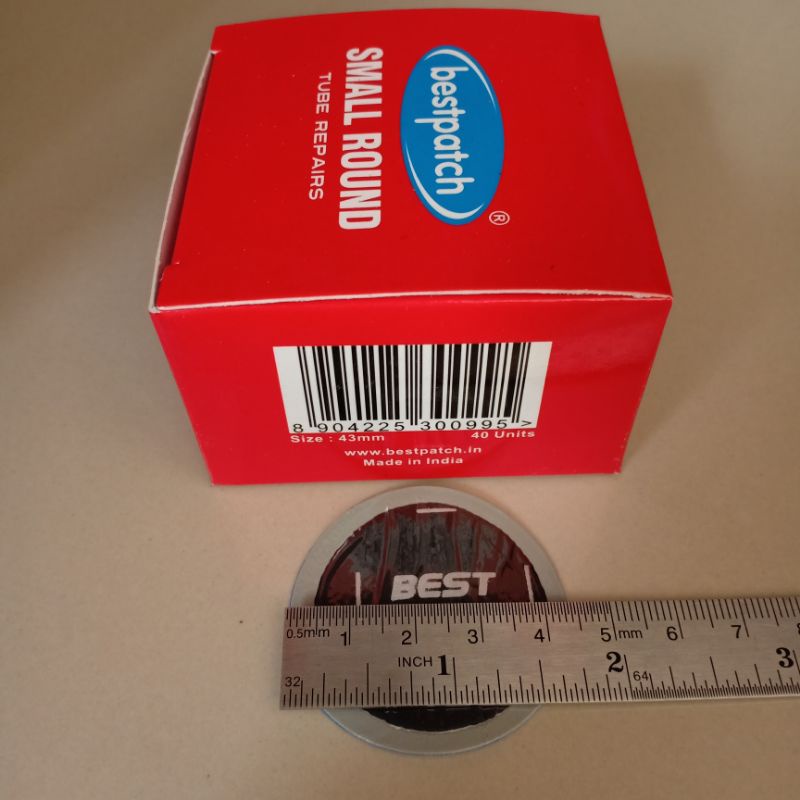 bestpatch®
SMALL ROUND
TUBE REPAIRS
8 904225 300995 >
Size : 43mm 40 Units
www.bestpatch.in
Made in India
BEST
0.5mm 1 2 3 4 5 mm 6 7 8
INCH 1 2 3
32 64